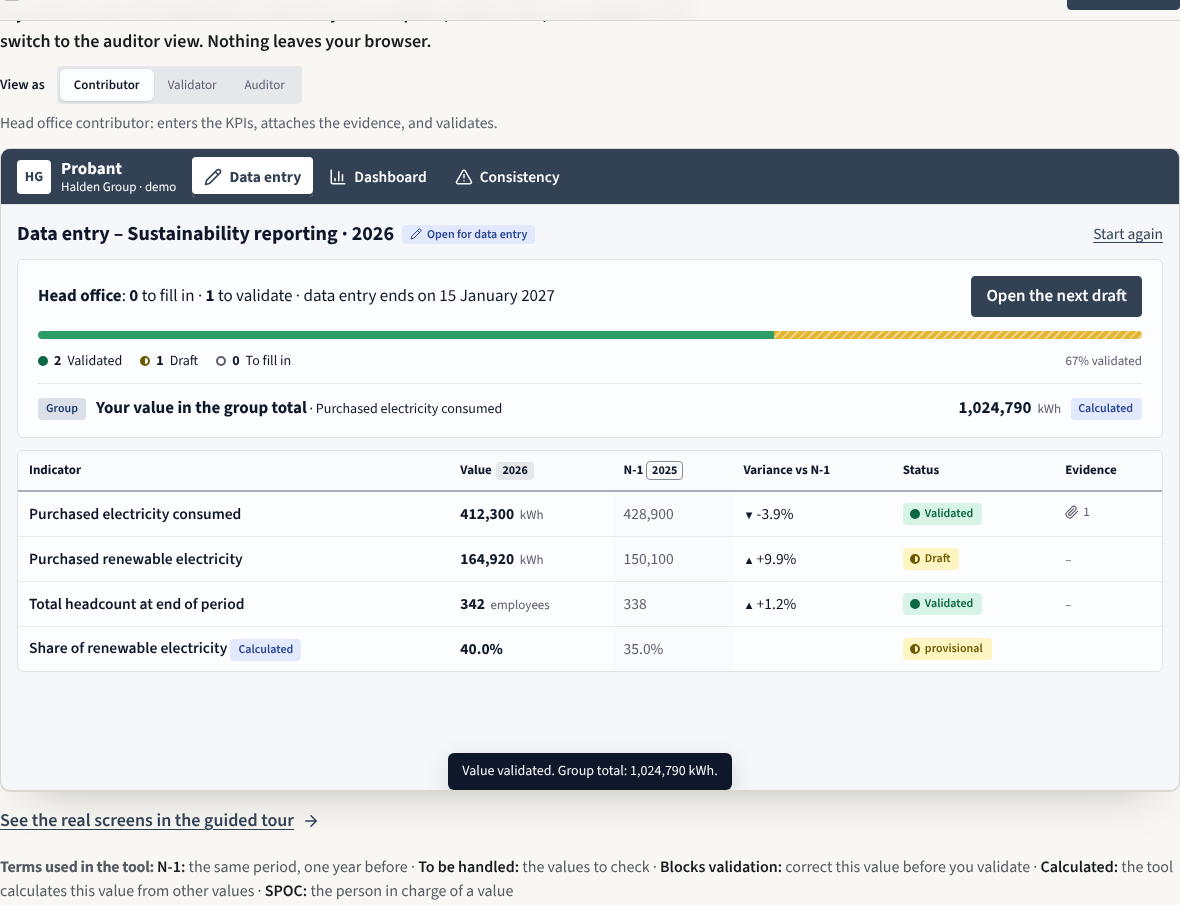 switch to the auditor view. Nothing leaves your browser.
View as Contributor Validator Auditor
Head office contributor: enters the KPIs, attaches the evidence, and validates.
HG Probant
Halden Group · demo
Data entry Dashboard Consistency
Data entry – Sustainability reporting · 2026 Open for data entry Start again
Head office: 0 to fill in · 1 to validate · data entry ends on 15 January 2027 Open the next draft
2 Validated 1 Draft 0 To fill in 67% validated
Group Your value in the group total · Purchased electricity consumed 1,024,790 kWh Calculated
Indicator Value 2026 N-1 2025 Variance vs N-1 Status Evidence
Purchased electricity consumed 412,300 kWh 428,900 ▼ -3.9% Validated 1
Purchased renewable electricity 164,920 kWh 150,100 ▲ +9.9% Draft –
Total headcount at end of period 342 employees 338 ▲ +1.2% Validated –
Share of renewable electricity Calculated 40.0% 35.0% provisional
Value validated. Group total: 1,024,790 kWh.
See the real screens in the guided tour →
Terms used in the tool: N-1: the same period, one year before · To be handled: the values to check · Blocks validation: correct this value before you validate · Calculated: the tool
calculates this value from other values · SPOC: the person in charge of a value